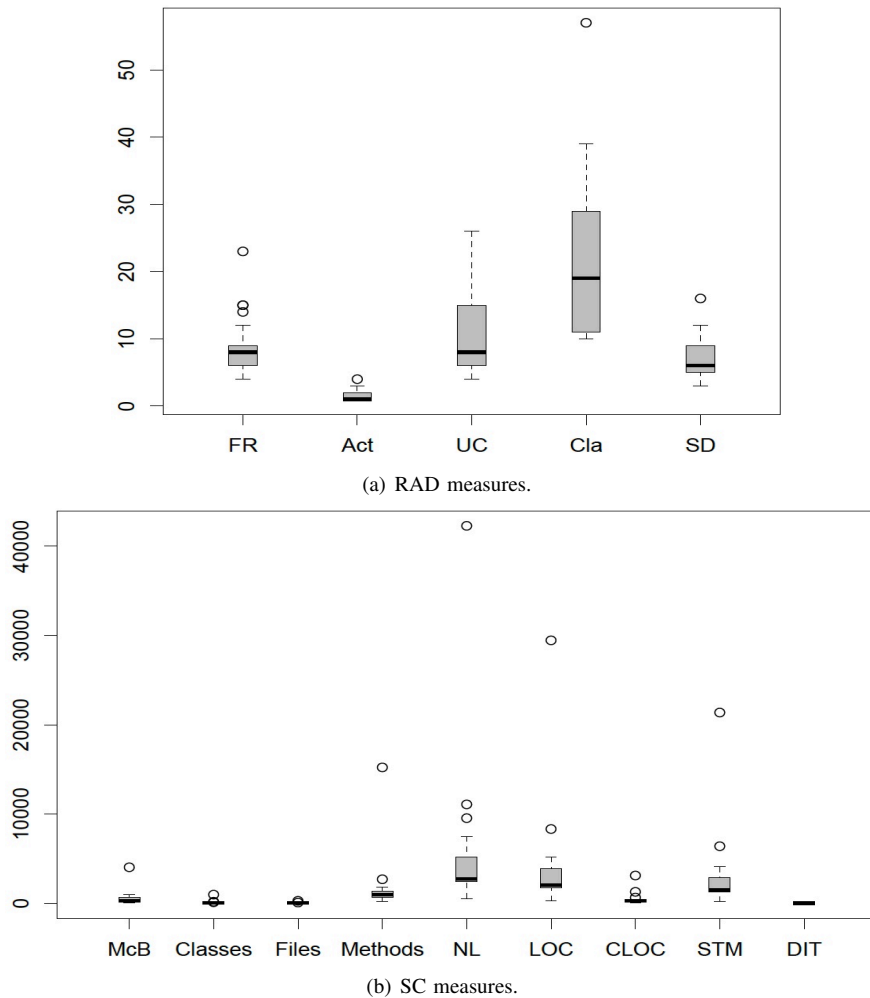 50
40
30
20
10
0
FR Act UC Cla SD
(a) RAD measures.
40000
30000
20000
10000
0
McB Classes Files Methods NL LOC CLOC STM DIT
(b) SC measures.